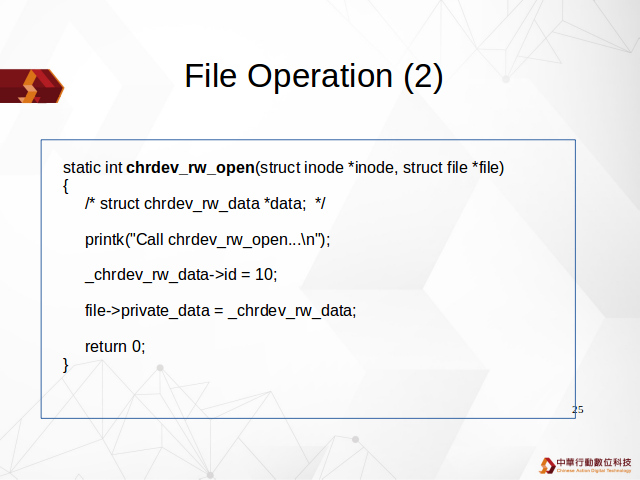 File Operation (2)
static int chrdev_rw_open(struct inode *inode, struct file *file)
{
/* struct chrdev_rw_data *data;  */
printk("Call chrdev_rw_open...\n");
_chrdev_rw_data->id = 10;
file->private_data = _chrdev_rw_data;
return 0;
}
25
中華行動數位科技
Chinese Action Digital Technology